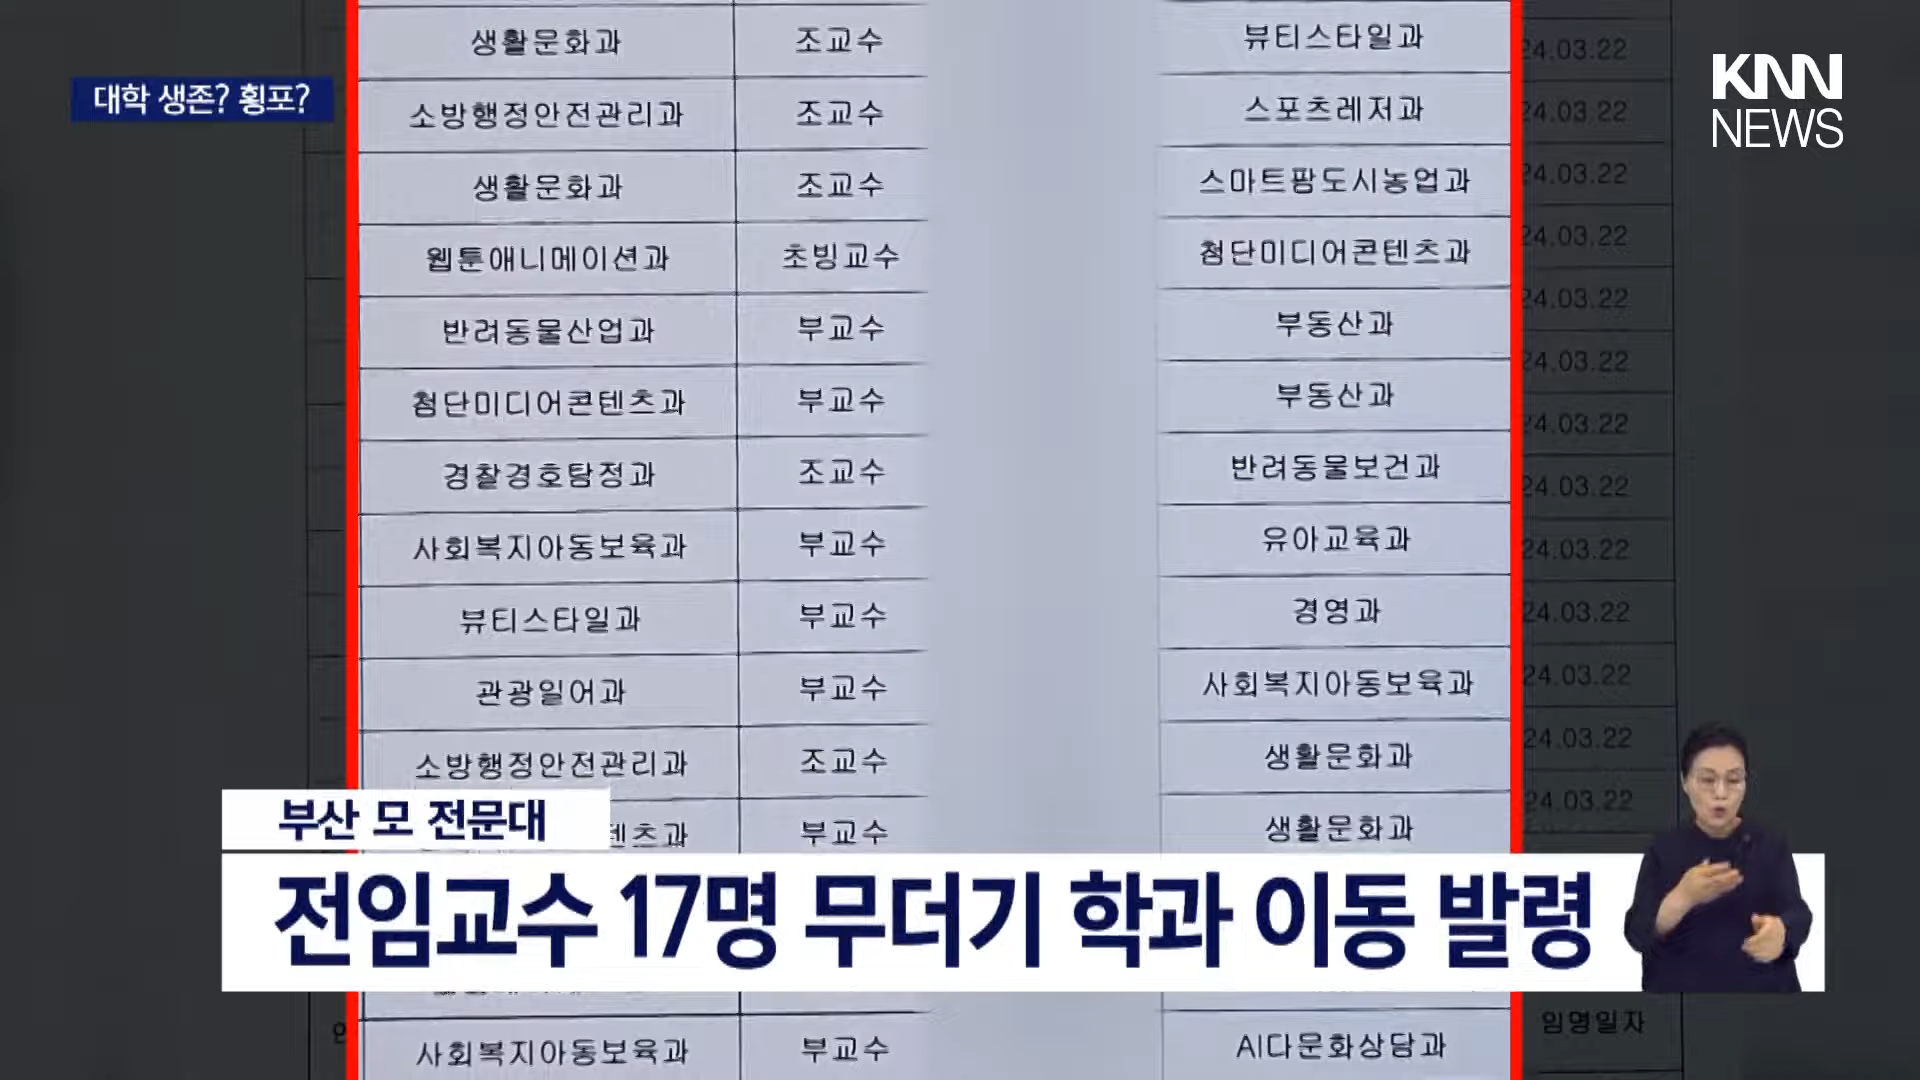 대학 생존? 횡포?
KNN
NEWS
생활문화과 조교수 뷰티스타일과 24.03.22
소방행정안전관리과 조교수 스포츠레저과 24.03.22
생활문화과 조교수 스마트팜도시농업과 24.03.22
웹툰애니메이션과 초빙교수 첨단미디어콘텐츠과 24.03.22
반려동물산업과 부교수 부동산과 24.03.22
첨단미디어콘텐츠과 부교수 부동산과 24.03.22
경찰경호탐정과 조교수 반려동물보건과 24.03.22
사회복지아동보육과 부교수 유아교육과 24.03.22
뷰티스타일과 부교수 경영과 24.03.22
관광일어과 부교수 사회복지아동보육과 24.03.22
소방행정안전관리과 조교수 생활문화과 24.03.22
텐츠과 부교수 생활문화과 24.03.22
부산 모 전문대
전임교수 17명 무더기 학과 이동 발령
사회복지아동보육과 부교수 AI다문화상담과 임명일자